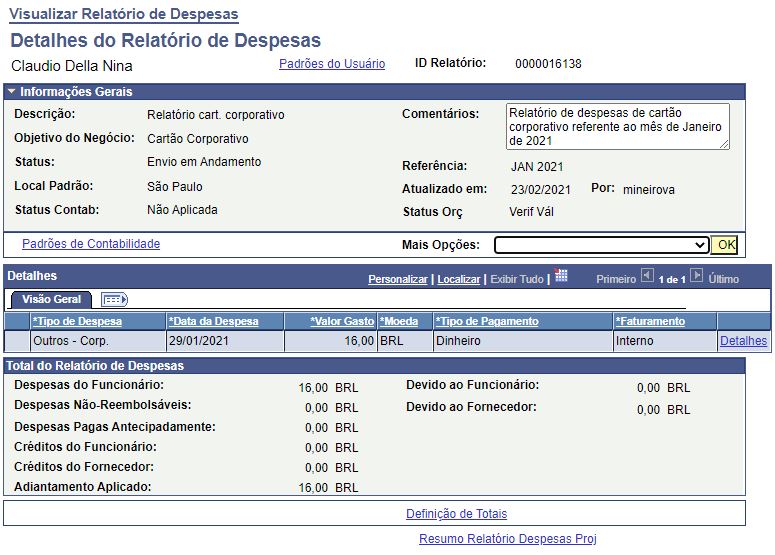 Visualizar Relatório de Despesas
Detalhes do Relatório de Despesas
Claudio Della Nina Padrões do Usuário ID Relatório: 0000016138
Informações Gerais
Descrição: Relatório cart. corporativo Comentários: Relatório de despesas de cartão
corporativo referente ao mês de Janeiro
de 2021
Objetivo do Negócio: Cartão Corporativo
Status: Envio em Andamento Referência: JAN 2021
Local Padrão: São Paulo Atualizado em: 23/02/2021 Por: mineirova
Status Contab: Não Aplicada Status Orç Verif Vál
Padrões de Contabilidade Mais Opções: OK
Detalhes Personalizar | Localizar | Exibir Tudo | Primeiro 1 de 1 Último
Visão Geral
*Tipo de Despesa *Data da Despesa *Valor Gasto *Moeda *Tipo de Pagamento *Faturamento
Outros - Corp. 29/01/2021 16,00 BRL Dinheiro Interno Detalhes
Total do Relatório de Despesas
Despesas do Funcionário: 16,00 BRL Devido ao Funcionário: 0,00 BRL
Despesas Não-Reembolsáveis: 0,00 BRL Devido ao Fornecedor: 0,00 BRL
Despesas Pagas Antecipadamente: 0,00 BRL
Créditos do Funcionário: 0,00 BRL
Créditos do Fornecedor: 0,00 BRL
Adiantamento Aplicado: 16,00 BRL
Definição de Totais
Resumo Relatório Despesas Proj